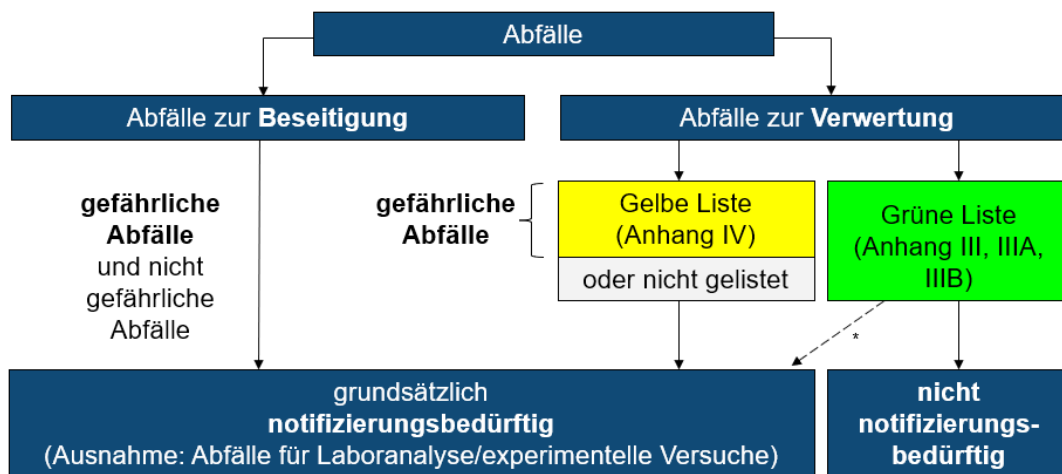 Abfälle
Abfälle zur Beseitigung
Abfälle zur Verwertung
gefährliche
Abfälle
und nicht
gefährliche
Abfälle
gefährliche
Abfälle
Gelbe Liste
(Anhang IV)
oder nicht gelistet
Grüne Liste
(Anhang III, IIIA,
IIIB)
*
grundsätzlich
notifizierungsbedürftig
(Ausnahme: Abfälle für Laboranalyse/experimentelle Versuche)
nicht
notifizierungs-
bedürftig